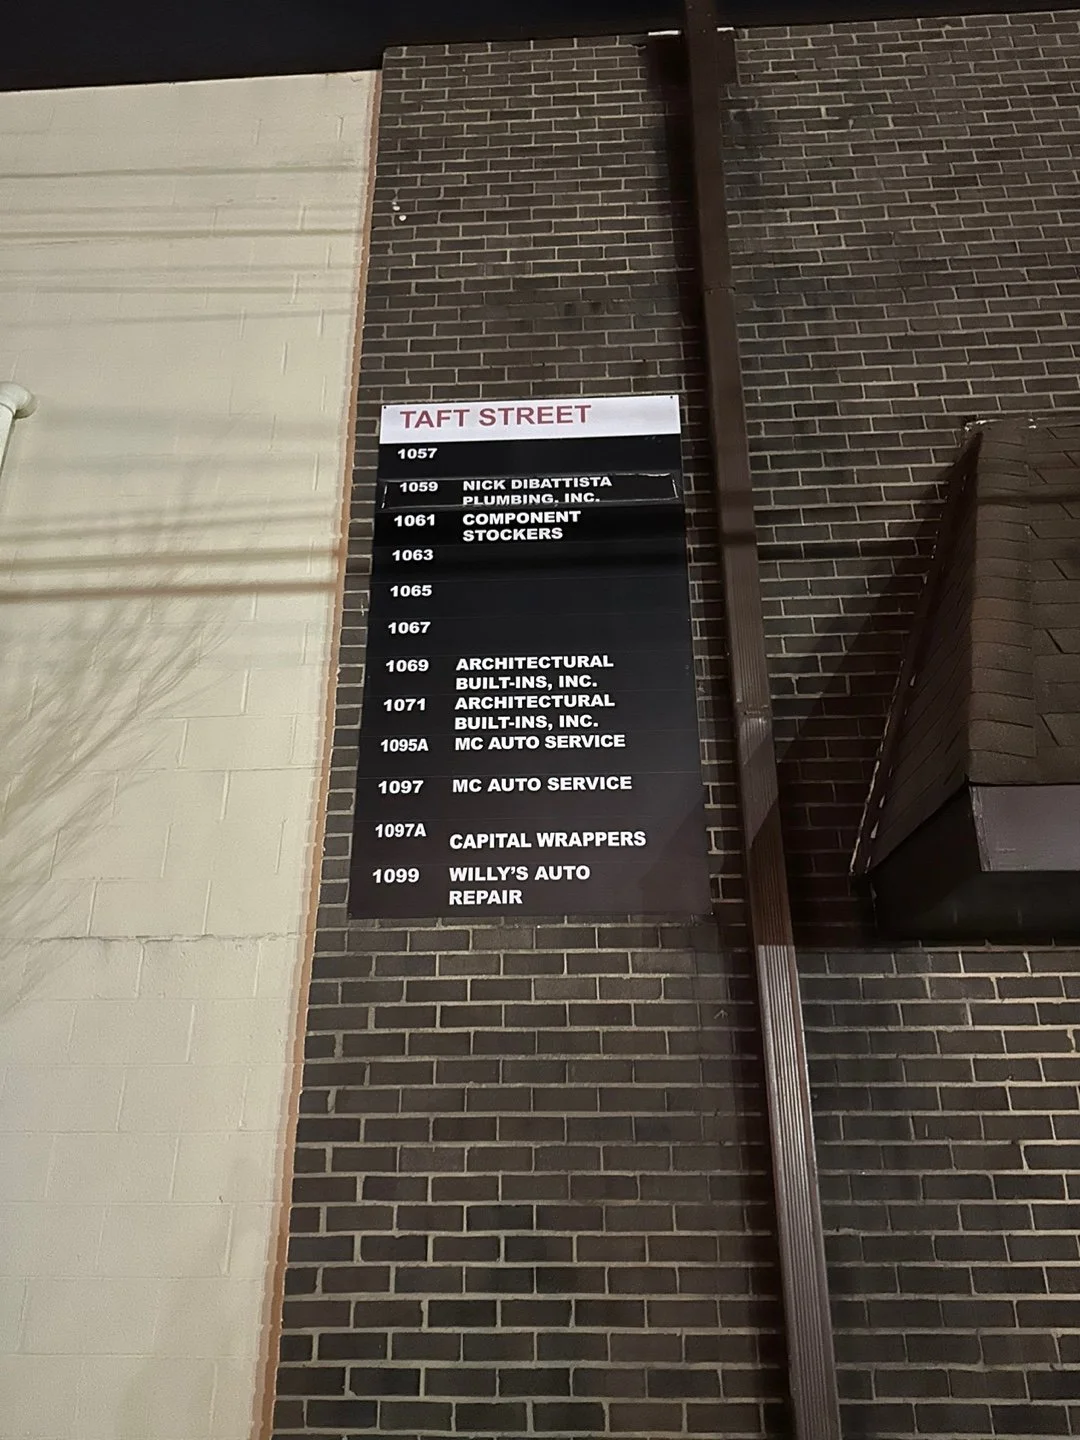 TAFT STREET
1057
1059 NICK DIBATTISTA
PLUMBING, INC.
1061 COMPONENT
STOCKERS
1063
1065
1067
1069 ARCHITECTURAL
BUILT-INS, INC.
1071 ARCHITECTURAL
BUILT-INS, INC.
1095A MC AUTO SERVICE
1097 MC AUTO SERVICE
1097A CAPITAL WRAPPERS
1099 WILLY'S AUTO
REPAIR